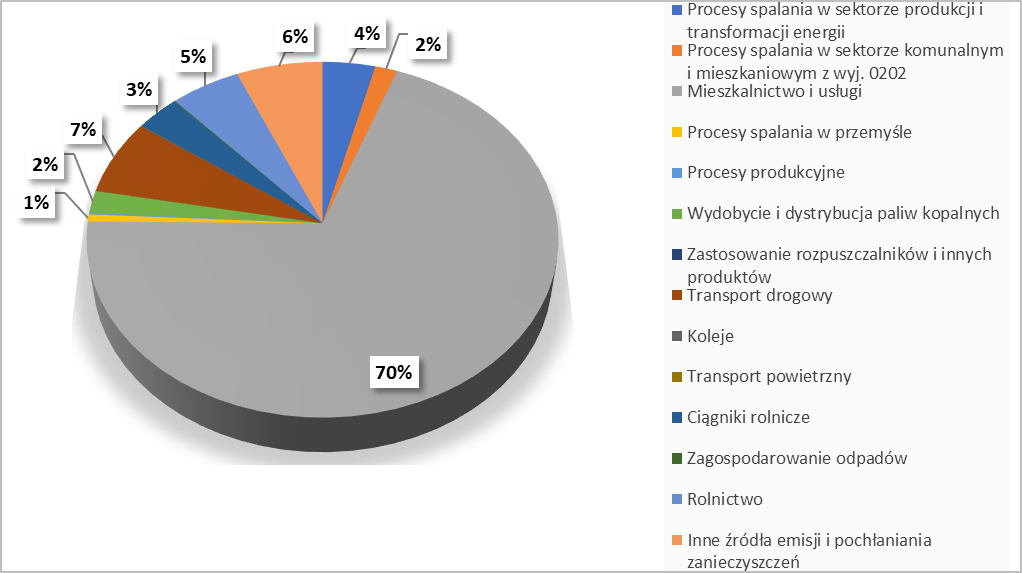 4%
2%
6%
5%
3%
7%
2%
1%
70%
Procesy spalania w sektorze produkcji i
transformacji energii
Procesy spalania w sektorze komunalnym
i mieszkaniowym z wyj. 0202
Mieszkalnictwo i usługi
Procesy spalania w przemyśle
Procesy produkcyjne
Wydobycie i dystrybucja paliw kopalnych
Zastosowanie rozpuszczalników i innych
produktów
Transport drogowy
Koleje
Transport powietrzny
Ciągniki rolnicze
Zagospodarowanie odpadów
Rolnictwo
Inne źródła emisji i pochłaniania
zanieczyszczeń